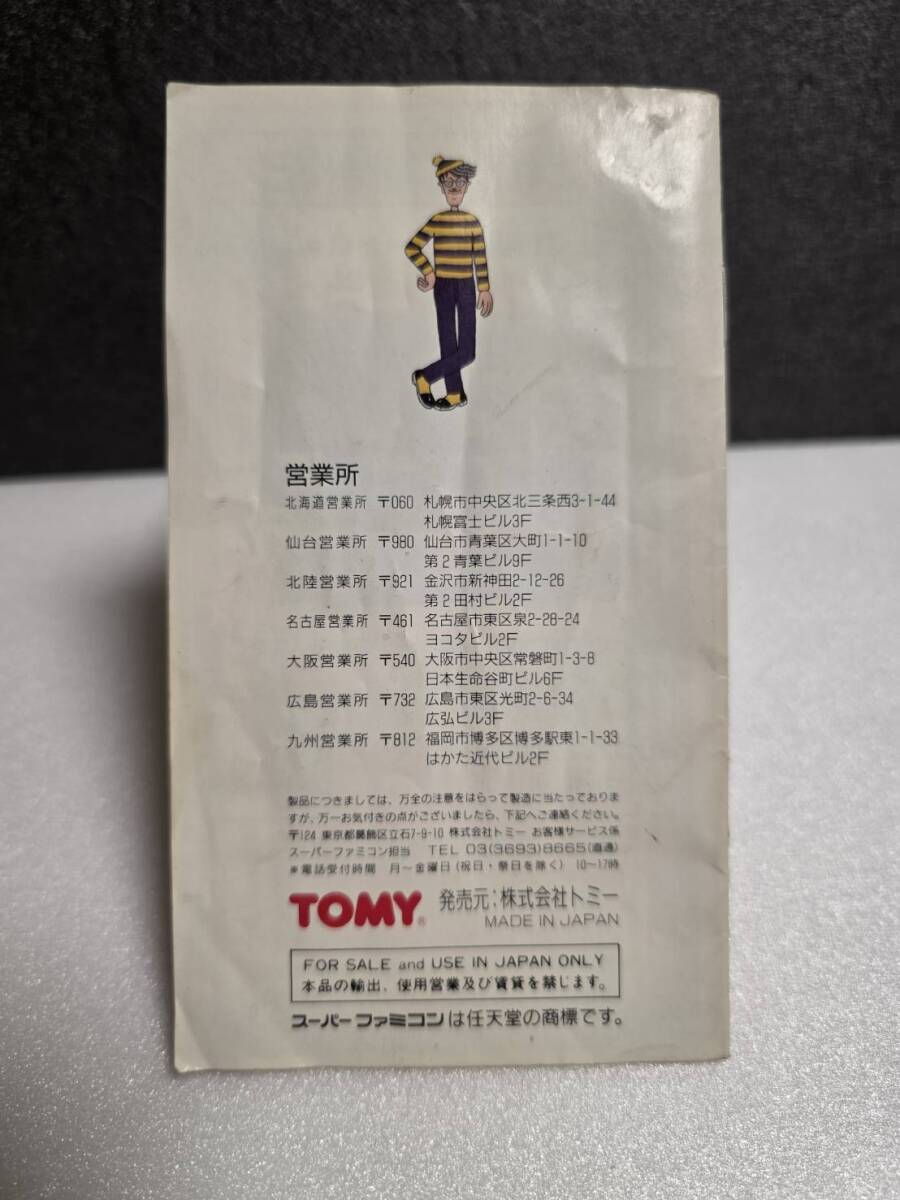 営業所
北海道営業所 〒060 札幌市中央区北三条西3-1-44
札幌富士ビル3F
仙台営業所 〒980 仙台市青葉区大町1-1-10
第2青葉ビル9F
北陸営業所 〒921 金沢市新神田2-12-26
第2田村ビル2F
名古屋営業所 〒461 名古屋市東区泉2-28-24
ヨコタビル2F
大阪営業所 〒540 大阪市中央区常磐町1-3-8
日本生命谷町ビル6F
広島営業所 〒732 広島市東区光町2-6-34
広弘ビル3F
九州営業所 〒812 福岡市博多区博多駅東1-1-33
はかた近代ビル2F
製品につきましては、万全の注意をはらって製造に当たっておりま
すが、万一お気付きの点がございましたら、下記へご連絡ください。
〒124 東京都葛飾区立石7-9-10 株式会社トミー お客様サービス係
スーパーファミコン担当 TEL 03(3693)8665(直通)
※電話受付時間 月〜金曜日(祝日・祭日を除く) 10〜17時
TOMY® 発売元:株式会社トミー
MADE IN JAPAN
FOR SALE and USE IN JAPAN ONLY
本品の輸出、使用営業及び賃貸を禁じます。
スーパーファミコンは任天堂の商標です。